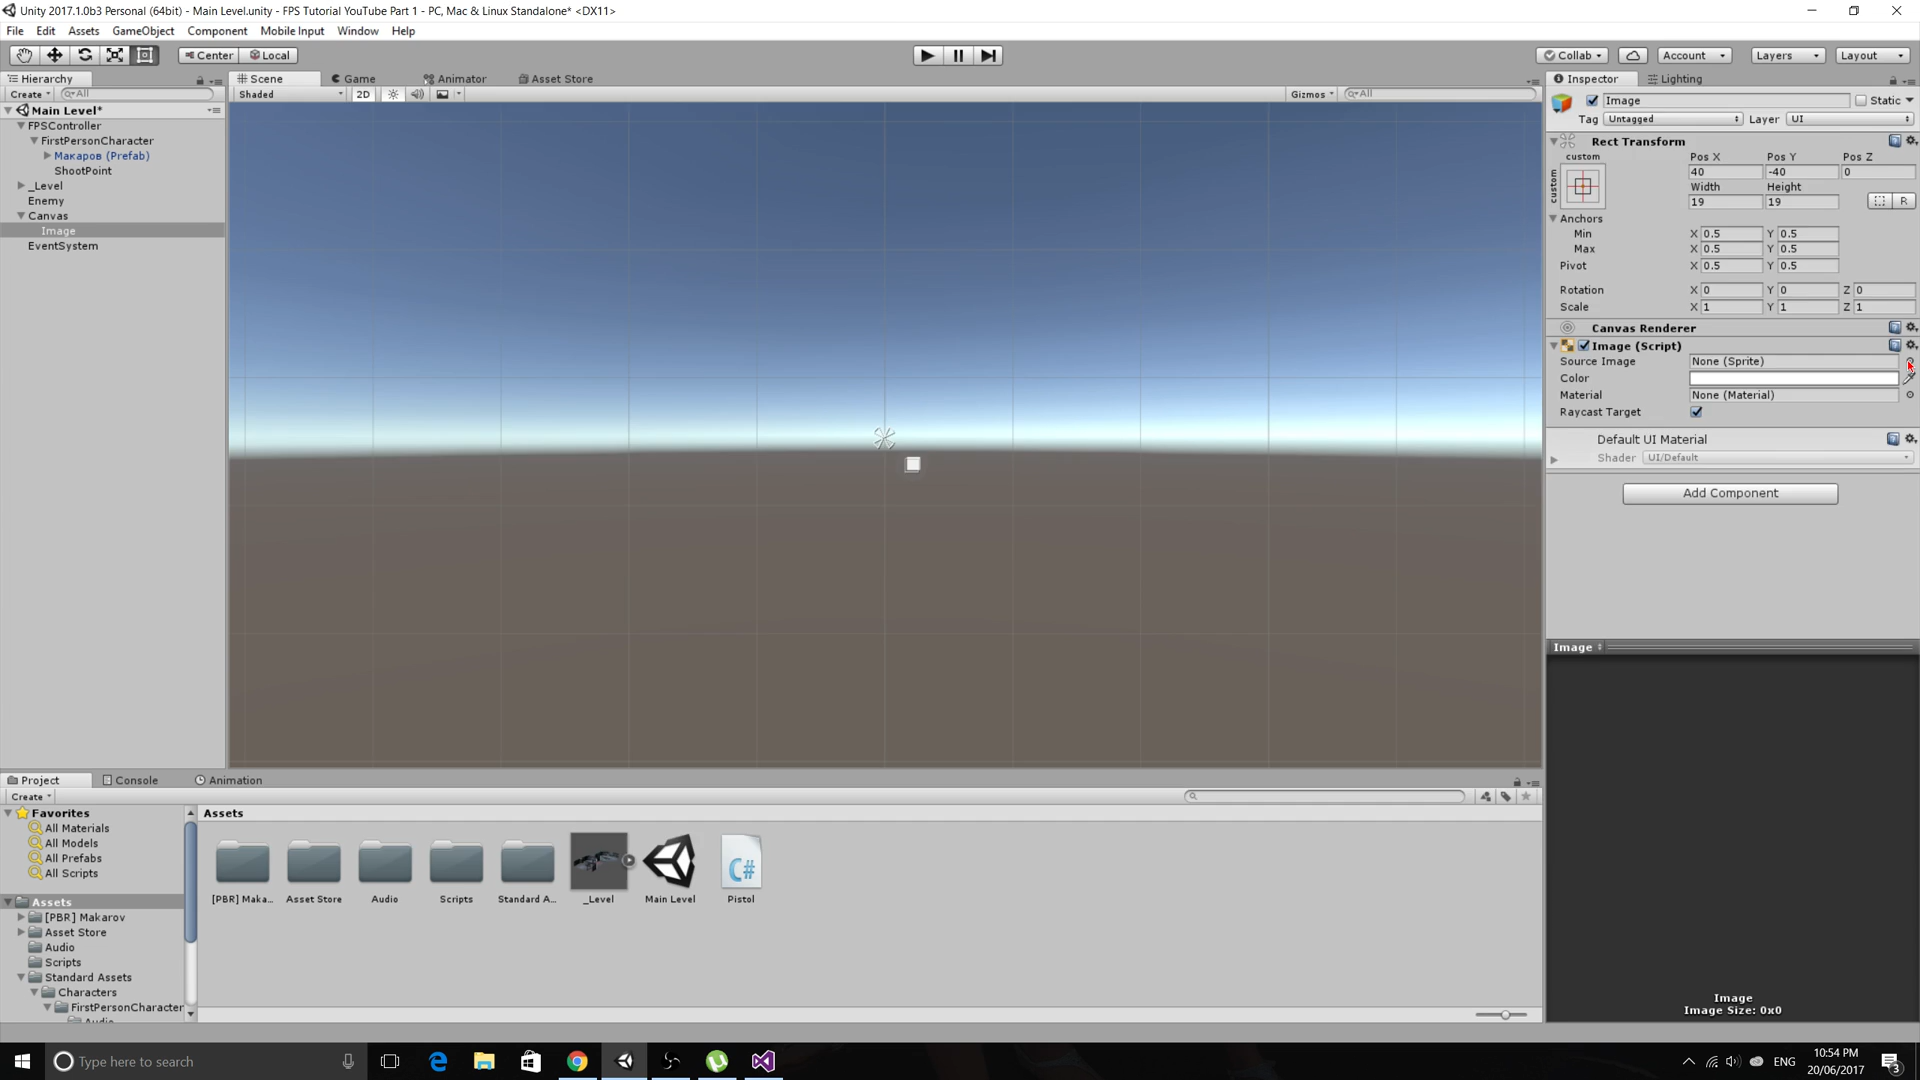 Unity 2017.1.0b3 Personal (64bit) - Main Level.unity - FPS Tutorial YouTube Part 1 - PC, Mac & Linux Standalone* <DX11>
File Edit Assets GameObject Component Mobile Input Window Help
Center Local Collab Account Layers Layout
Hierarchy Scene Game Animator Asset Store Inspector Lighting
Create All Shaded 2D Gizmos All
Main Level*
FPSController
FirstPersonCharacter
Макаров (Prefab)
ShootPoint
_Level
Enemy
Canvas
Image
EventSystem
Image Static
Tag Untagged Layer UI
Rect Transform
custom Pos X Pos Y Pos Z
custom 40 -40 0
Width Height
19 19 R
Anchors
Min X 0.5 Y 0.5
Max X 0.5 Y 0.5
Pivot X 0.5 Y 0.5
Rotation X 0 Y 0 Z 0
Scale X 1 Y 1 Z 1
Canvas Renderer
Image (Script)
Source Image None (Sprite)
Color
Material None (Material)
Raycast Target
Default UI Material
Shader UI/Default
Add Component
Image
Image
Image Size: 0x0
Project Console Animation
Create
Favorites
All Materials
All Models
All Prefabs
All Scripts
Assets
[PBR] Makarov
Asset Store
Audio
Scripts
Standard Assets
Characters
FirstPersonCharacter
Audio
Assets
C#
[PBR] Maka... Asset Store Audio Scripts Standard A... _Level Main Level Pistol
Type here to search
ENG
10:54 PM
20/06/2017
3